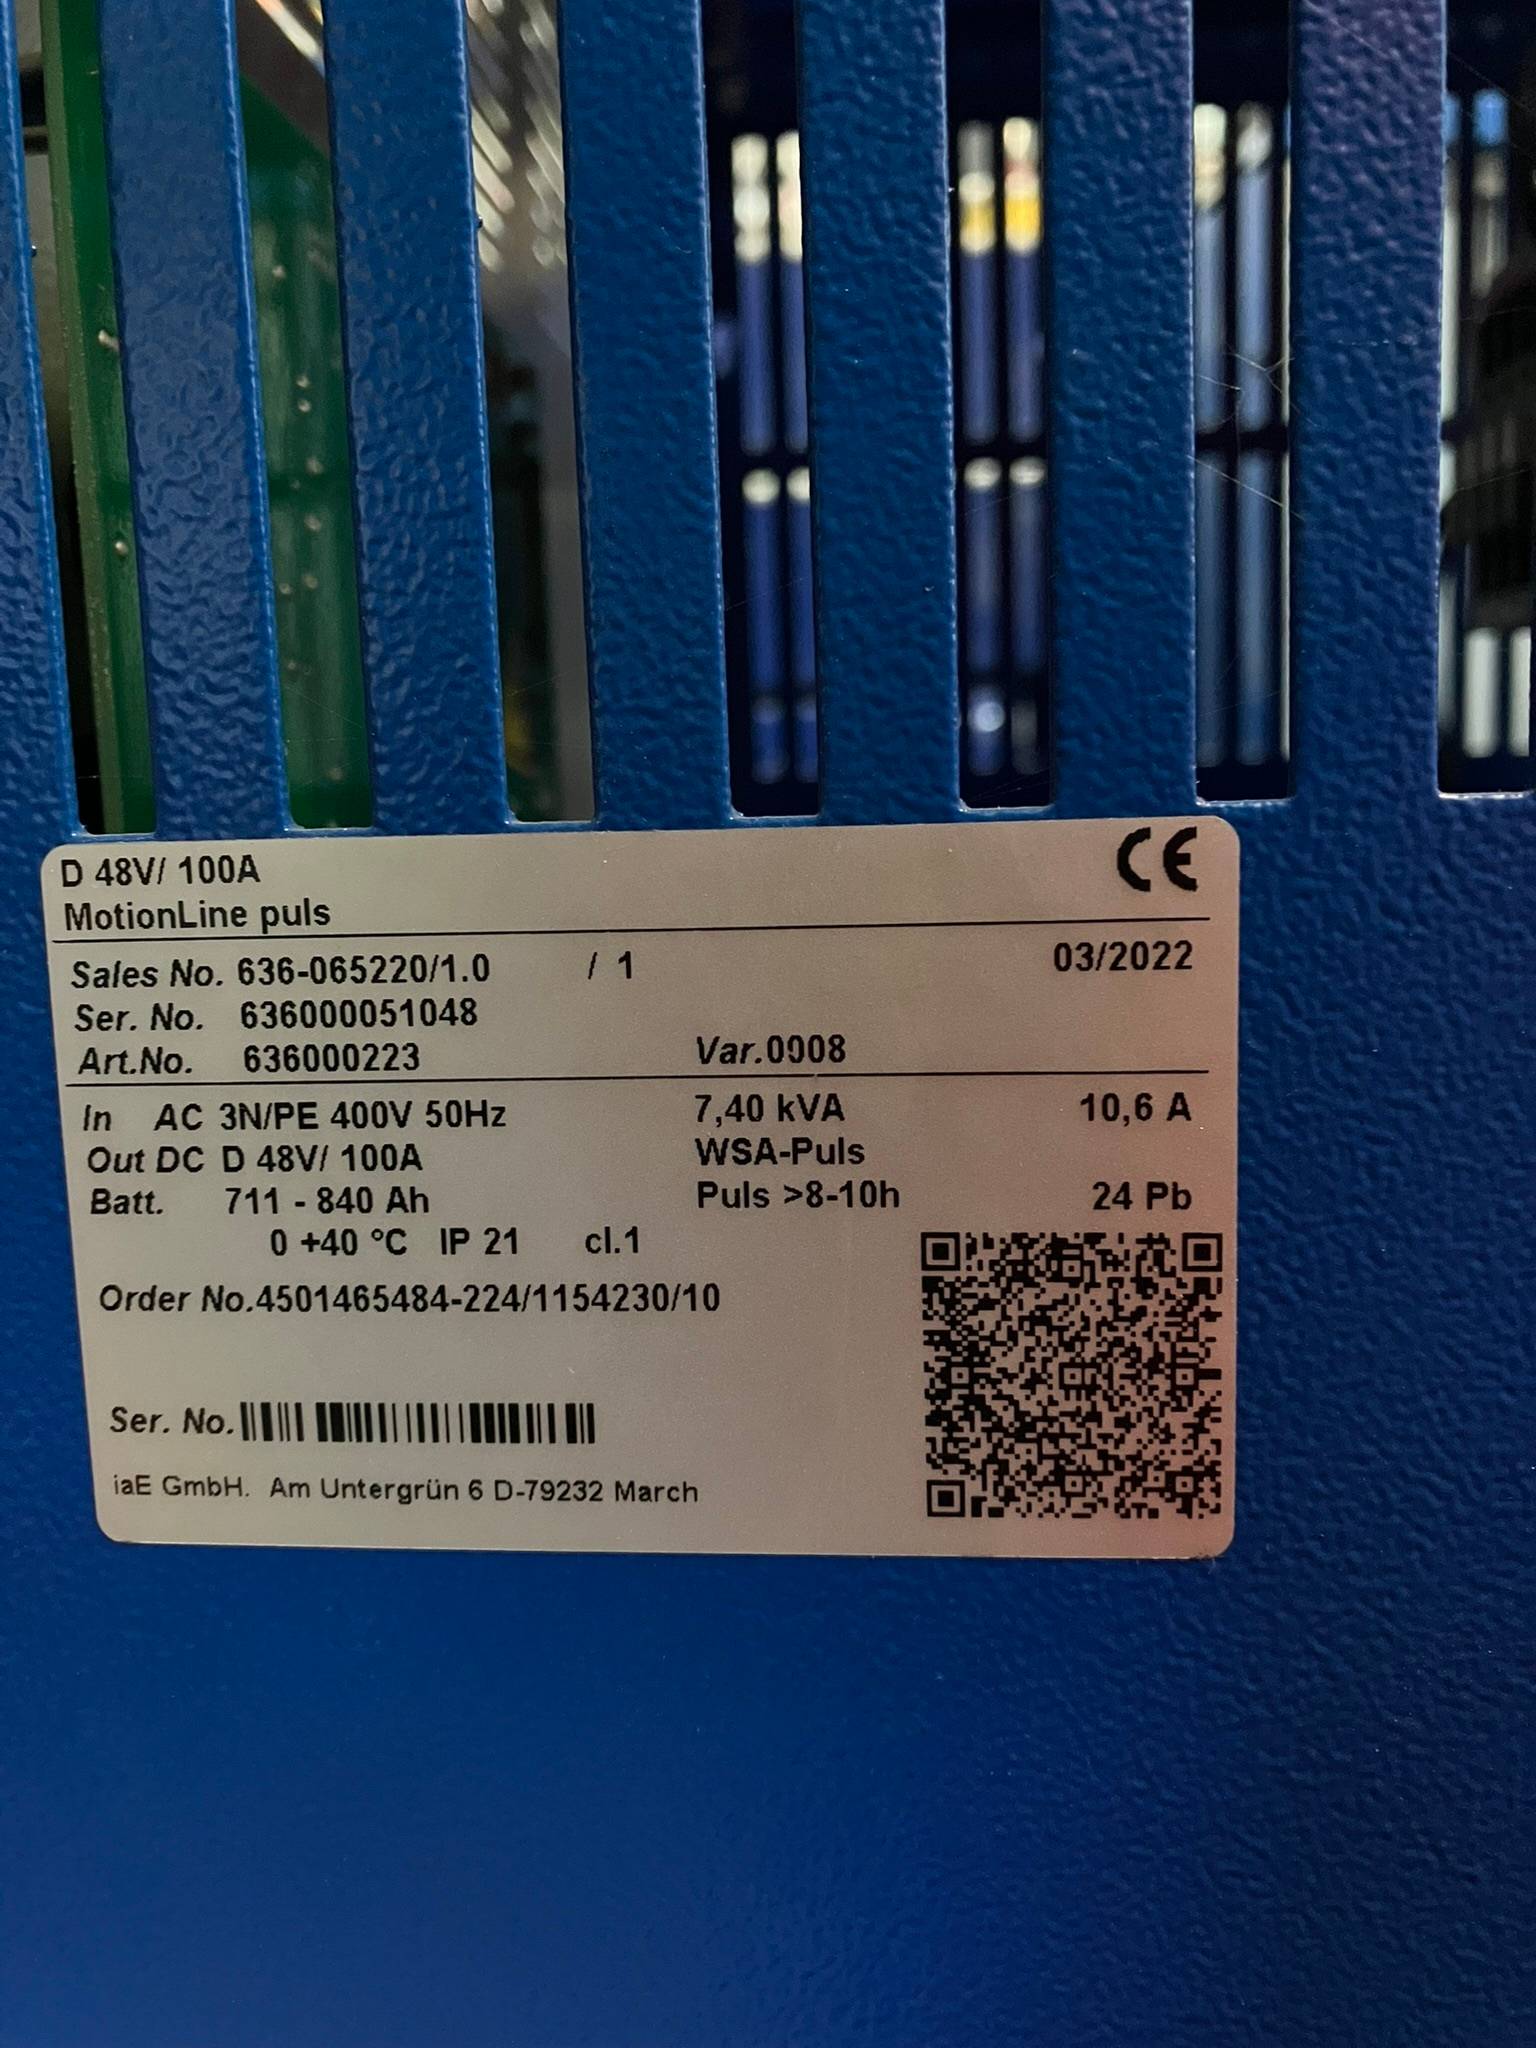 D 48V/ 100A
CE
MotionLine puls
Sales No. 636-065220/1.0 / 1 03/2022
Ser. No. 636000051048
Art.No. 636000223 Var.0008
In AC 3N/PE 400V 50Hz 7,40 kVA 10,6 A
Out DC D 48V/ 100A WSA-Puls
Batt. 711 - 840 Ah Puls >8-10h 24 Pb
0 +40 °C IP 21 cl.1
Order No.4501465484-224/1154230/10
Ser. No.
iaE GmbH. Am Untergrün 6 D-79232 March